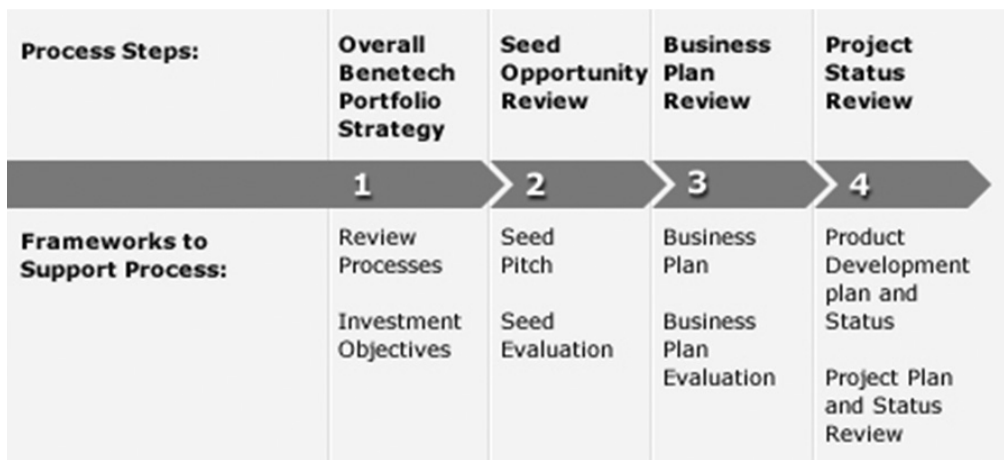 Process Steps:
Overall
Benetech
Portfolio
Strategy
Seed
Opportunity
Review
Business
Plan
Review
Project
Status
Review
1
2
3
4
Frameworks to
Support Process:
Review
Processes
Investment
Objectives
Seed
Pitch
Seed
Evaluation
Business
Plan
Business
Plan
Evaluation
Product
Development
plan and
Status
Project Plan
and Status
Review